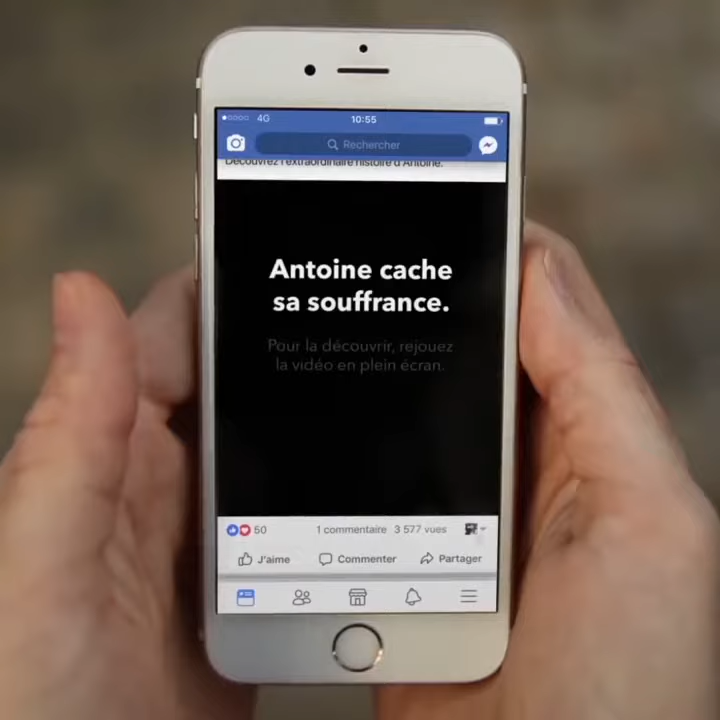 4G 10:55
Rechercher
Découvrez l'extraordinaire histoire d'Antoine.
Antoine cache
sa souffrance.
Pour la découvrir, rejouez
la vidéo en plein écran.
50 1 commentaire 3 577 vues
J'aime Commenter Partager